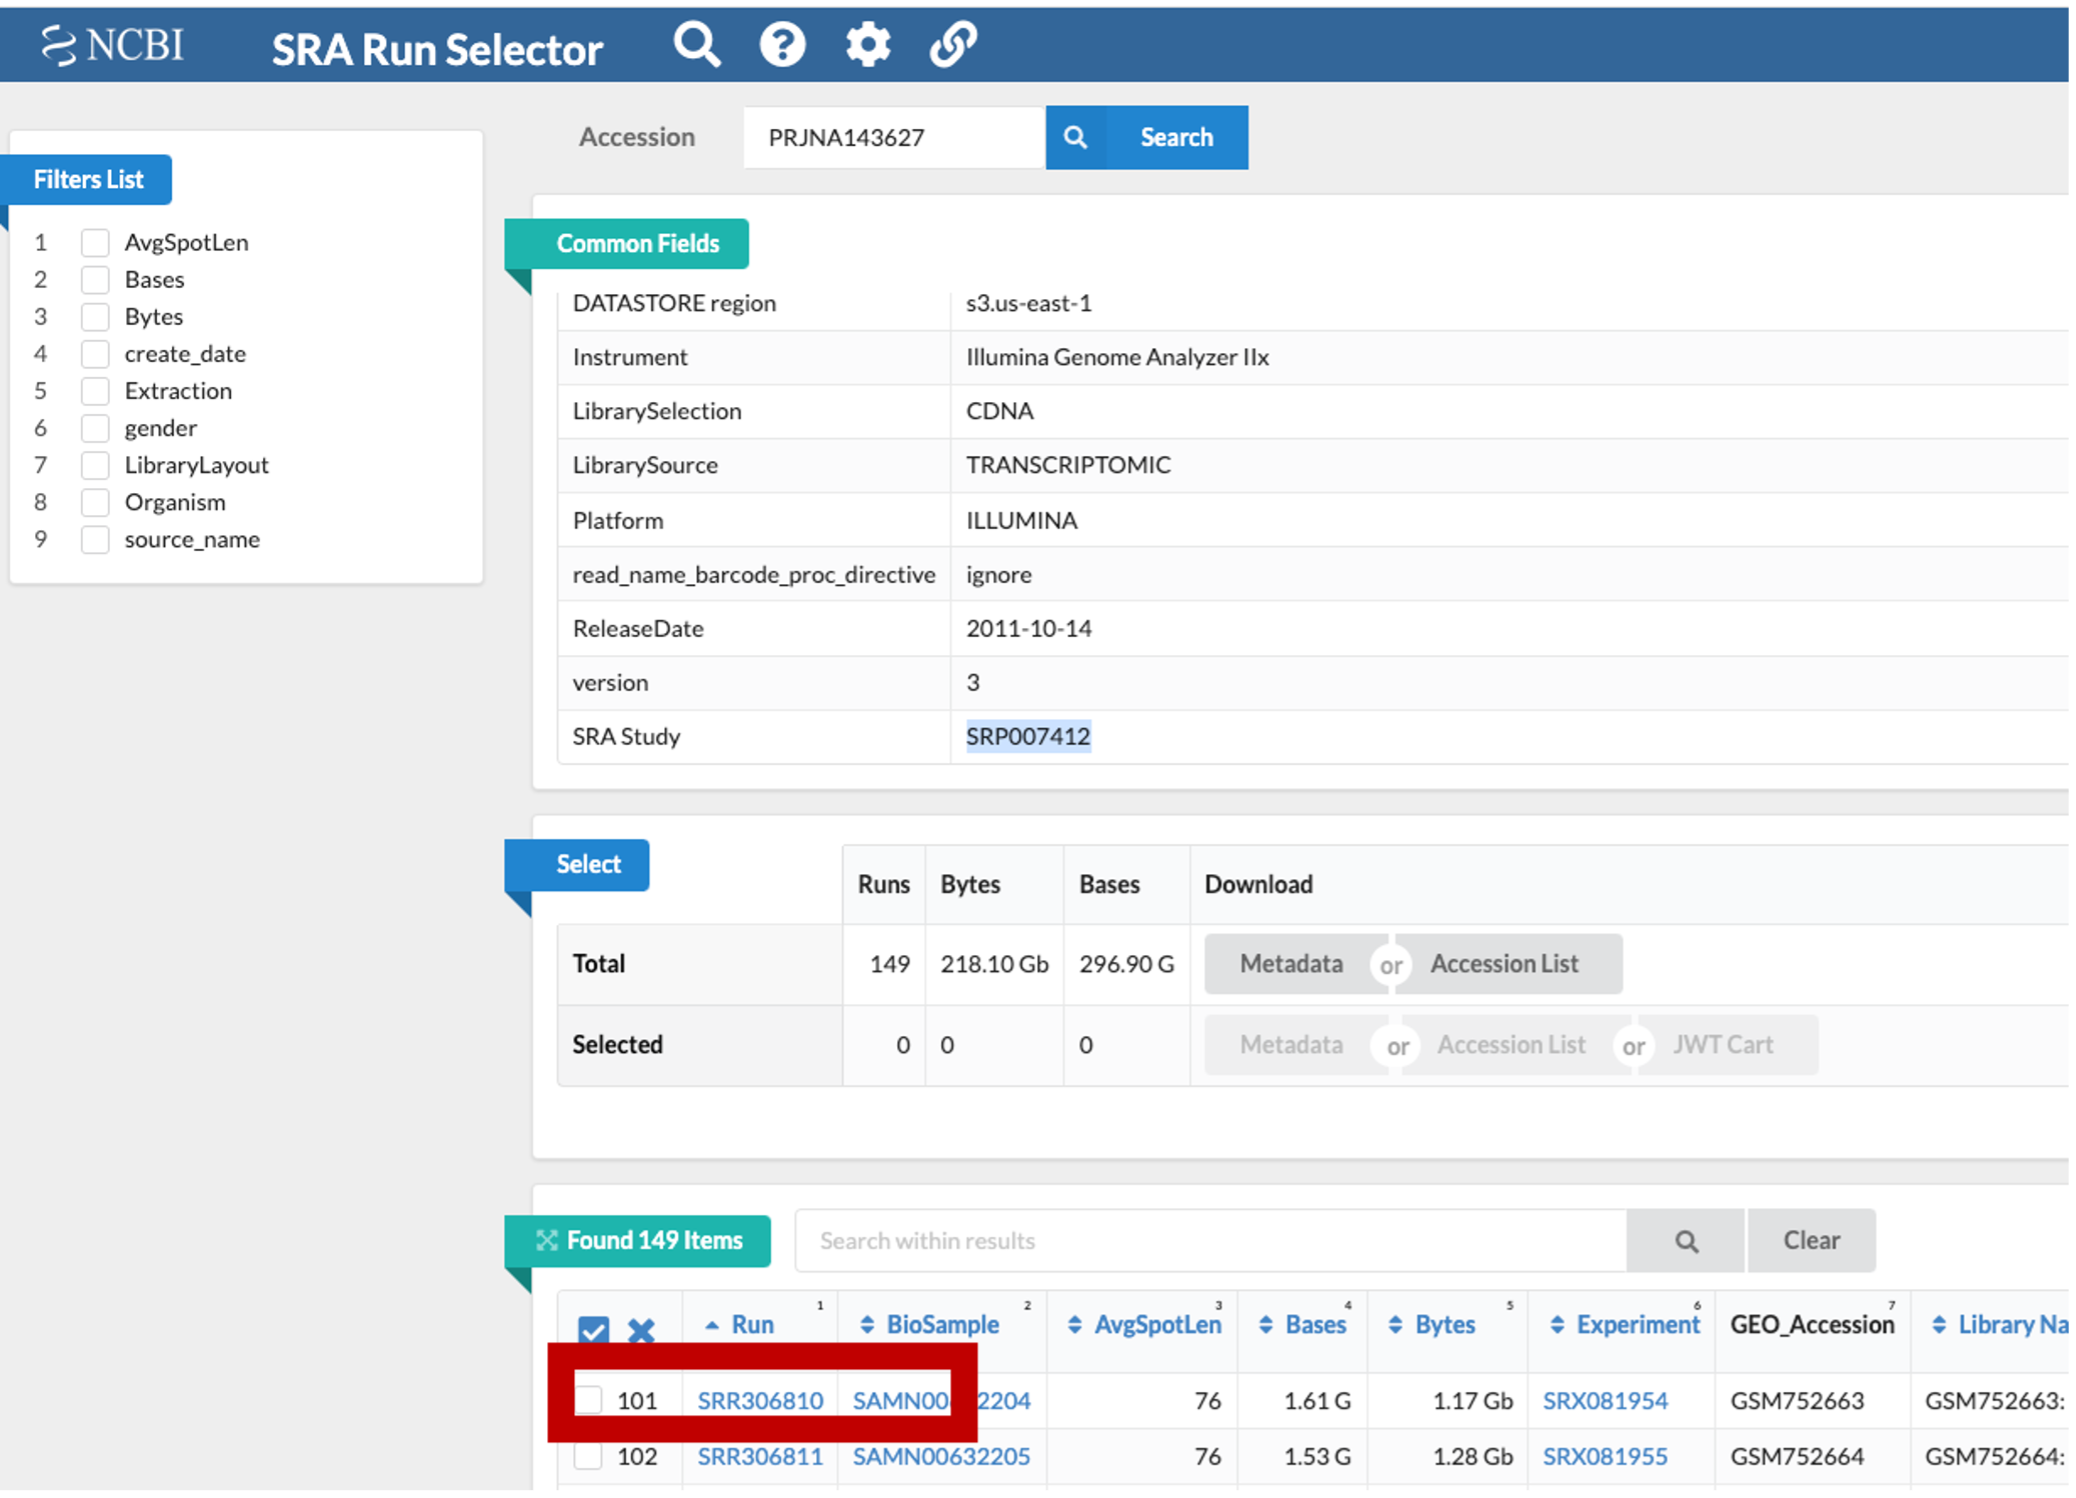 NCBI SRA Run Selector
Accession PRJNA143627 Search
Filters List
1 AvgSpotLen
2 Bases
3 Bytes
4 create_date
5 Extraction
6 gender
7 LibraryLayout
8 Organism
9 source_name
Common Fields
DATASTORE region s3.us-east-1
Instrument Illumina Genome Analyzer IIx
LibrarySelection CDNA
LibrarySource TRANSCRIPTOMIC
Platform ILLUMINA
read_name_barcode_proc_directive ignore
ReleaseDate 2011-10-14
version 3
SRA Study SRP007412
Select
Runs Bytes Bases Download
Total 149 218.10 Gb 296.90 G Metadata or Accession List
Selected 0 0 0 Metadata or Accession List or JWT Cart
Found 149 Items Search within results Clear
1 2 3 4 5 6 7
Run BioSample AvgSpotLen Bases Bytes Experiment GEO_Accession Library Na
101 SRR306810 SAMN00 2204 76 1.61 G 1.17 Gb SRX081954 GSM752663 GSM752663:
102 SRR306811 SAMN00632205 76 1.53 G 1.28 Gb SRX081955 GSM752664 GSM752664: